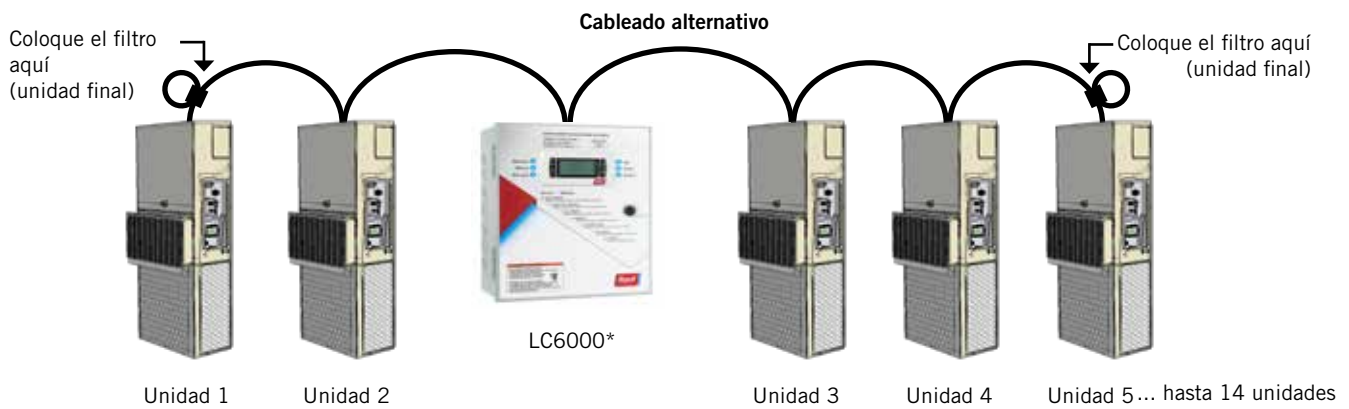 Cableado alternativo
Coloque el filtro
aquí
(unidad final)
Coloque el filtro aquí
(unidad final)
LC6000*
Unidad 1
Unidad 2
Unidad 3
Unidad 4
Unidad 5... hasta 14 unidades